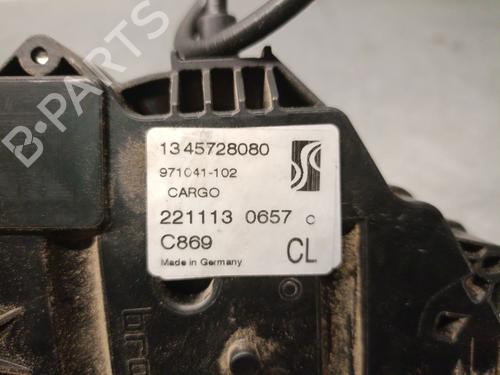 B-PARTS
1345728080
971041-102
CARGO
221113 0657 C
C869
CL
Made in Germany